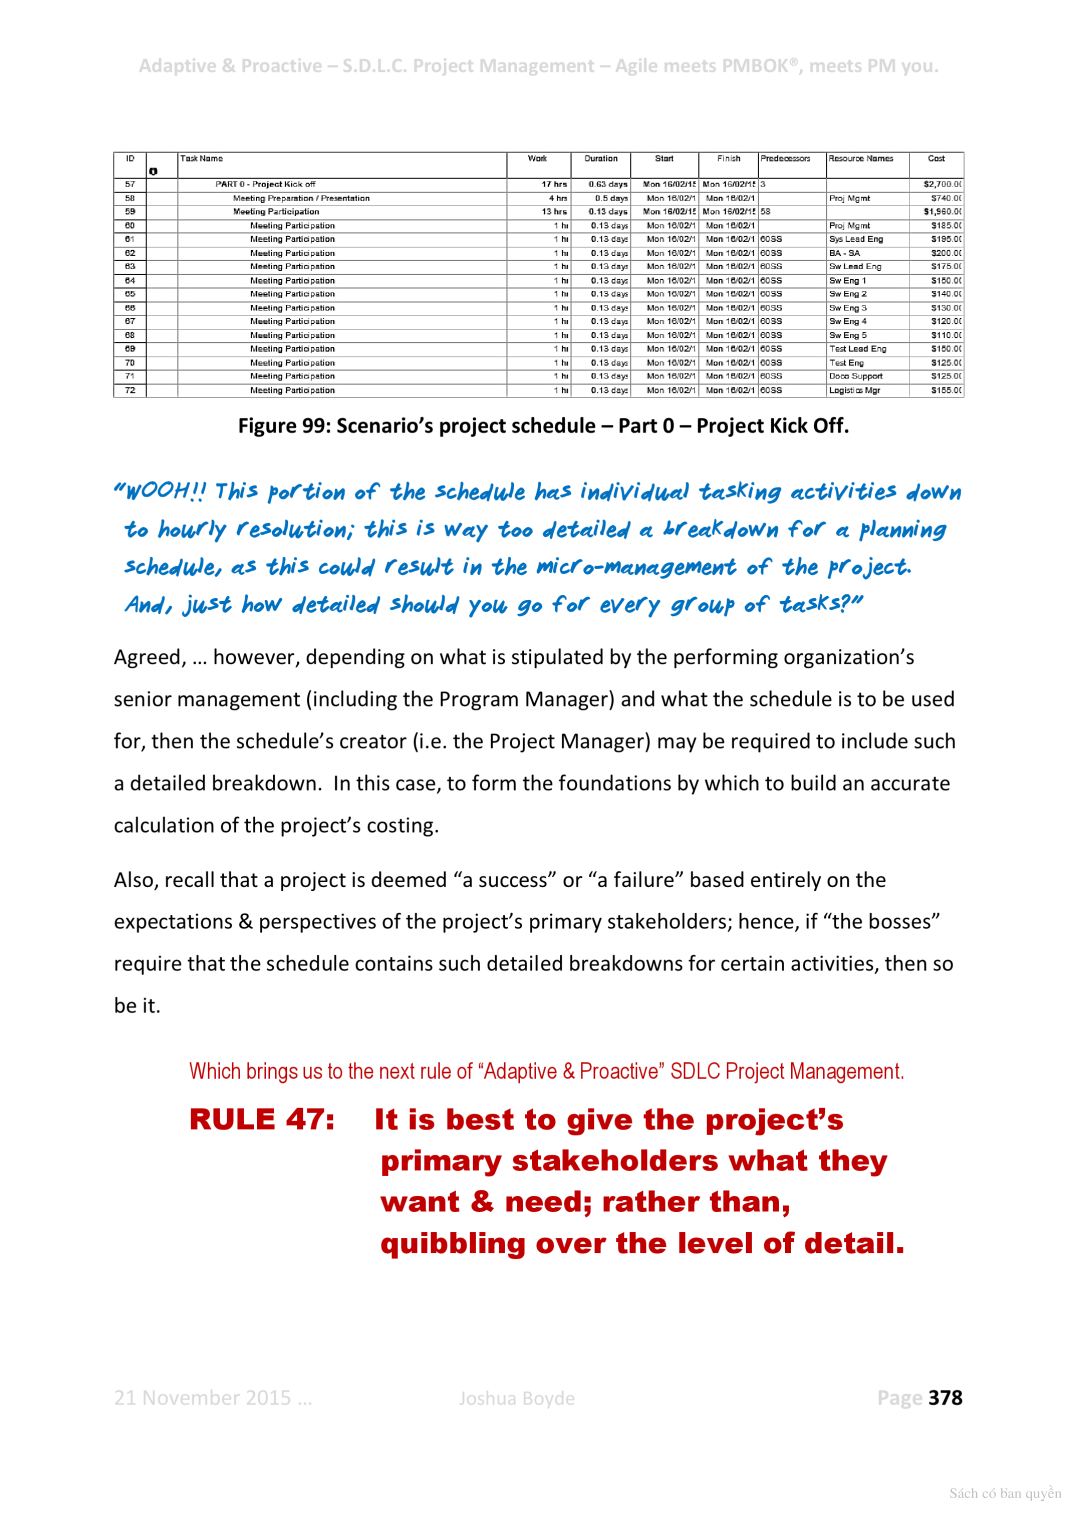 Adaptive & Proactive – S.D.L.C. Project Management – Agile meets PMBOK®, meets PM you.
ID Task Name Work Duration Start Finish Predecessors Resource Names Cost
57 PART 0 - Project Kick off 17 hrs 0.63 days Mon 16/02/15 Mon 16/02/15 3 $2,700.00
58 Meeting Preparation / Presentation 4 hrs 0.5 days Mon 16/02/1 Mon 16/02/1 Proj Mgmt $740.00
59 Meeting Participation 13 hrs 0.13 days Mon 16/02/15 Mon 16/02/15 58 $1,960.00
60 Meeting Participation 1 hr 0.13 days Mon 16/02/1 Mon 16/02/1 Proj Mgmt $185.00
61 Meeting Participation 1 hr 0.13 days Mon 16/02/1 Mon 16/02/1 60SS Sys Lead Eng $195.00
62 Meeting Participation 1 hr 0.13 days Mon 16/02/1 Mon 16/02/1 60SS BA - SA $200.00
63 Meeting Participation 1 hr 0.13 days Mon 16/02/1 Mon 16/02/1 60SS Sw Lead Eng $175.00
64 Meeting Participation 1 hr 0.13 days Mon 16/02/1 Mon 16/02/1 60SS Sw Eng 1 $150.00
65 Meeting Participation 1 hr 0.13 days Mon 16/02/1 Mon 16/02/1 60SS Sw Eng 2 $140.00
66 Meeting Participation 1 hr 0.13 days Mon 16/02/1 Mon 16/02/1 60SS Sw Eng 3 $130.00
67 Meeting Participation 1 hr 0.13 days Mon 16/02/1 Mon 16/02/1 60SS Sw Eng 4 $120.00
68 Meeting Participation 1 hr 0.13 days Mon 16/02/1 Mon 16/02/1 60SS Sw Eng 5 $110.00
69 Meeting Participation 1 hr 0.13 days Mon 16/02/1 Mon 16/02/1 60SS Test Lead Eng $150.00
70 Meeting Participation 1 hr 0.13 days Mon 16/02/1 Mon 16/02/1 60SS Test Eng $125.00
71 Meeting Participation 1 hr 0.13 days Mon 16/02/1 Mon 16/02/1 60SS Doco Support $125.00
72 Meeting Participation 1 hr 0.13 days Mon 16/02/1 Mon 16/02/1 60SS Logistics Mgr $155.00
Figure 99: Scenario’s project schedule – Part 0 – Project Kick Off.
“WOOH!! This portion of the schedule has individual tasking activities down
to hourly resolution; this is way too detailed a breakdown for a planning
schedule, as this could result in the micro-management of the project.
And, just how detailed should you go for every group of tasks?”
Agreed, … however, depending on what is stipulated by the performing organization’s
senior management (including the Program Manager) and what the schedule is to be used
for, then the schedule’s creator (i.e. the Project Manager) may be required to include such
a detailed breakdown. In this case, to form the foundations by which to build an accurate
calculation of the project’s costing.
Also, recall that a project is deemed “a success” or “a failure” based entirely on the
expectations & perspectives of the project’s primary stakeholders; hence, if “the bosses”
require that the schedule contains such detailed breakdowns for certain activities, then so
be it.
Which brings us to the next rule of “Adaptive & Proactive” SDLC Project Management.
RULE 47: It is best to give the project’s
primary stakeholders what they
want & need; rather than,
quibbling over the level of detail.
21 November 2015 … Joshua Boyde Page 378
Sách có bản quyền